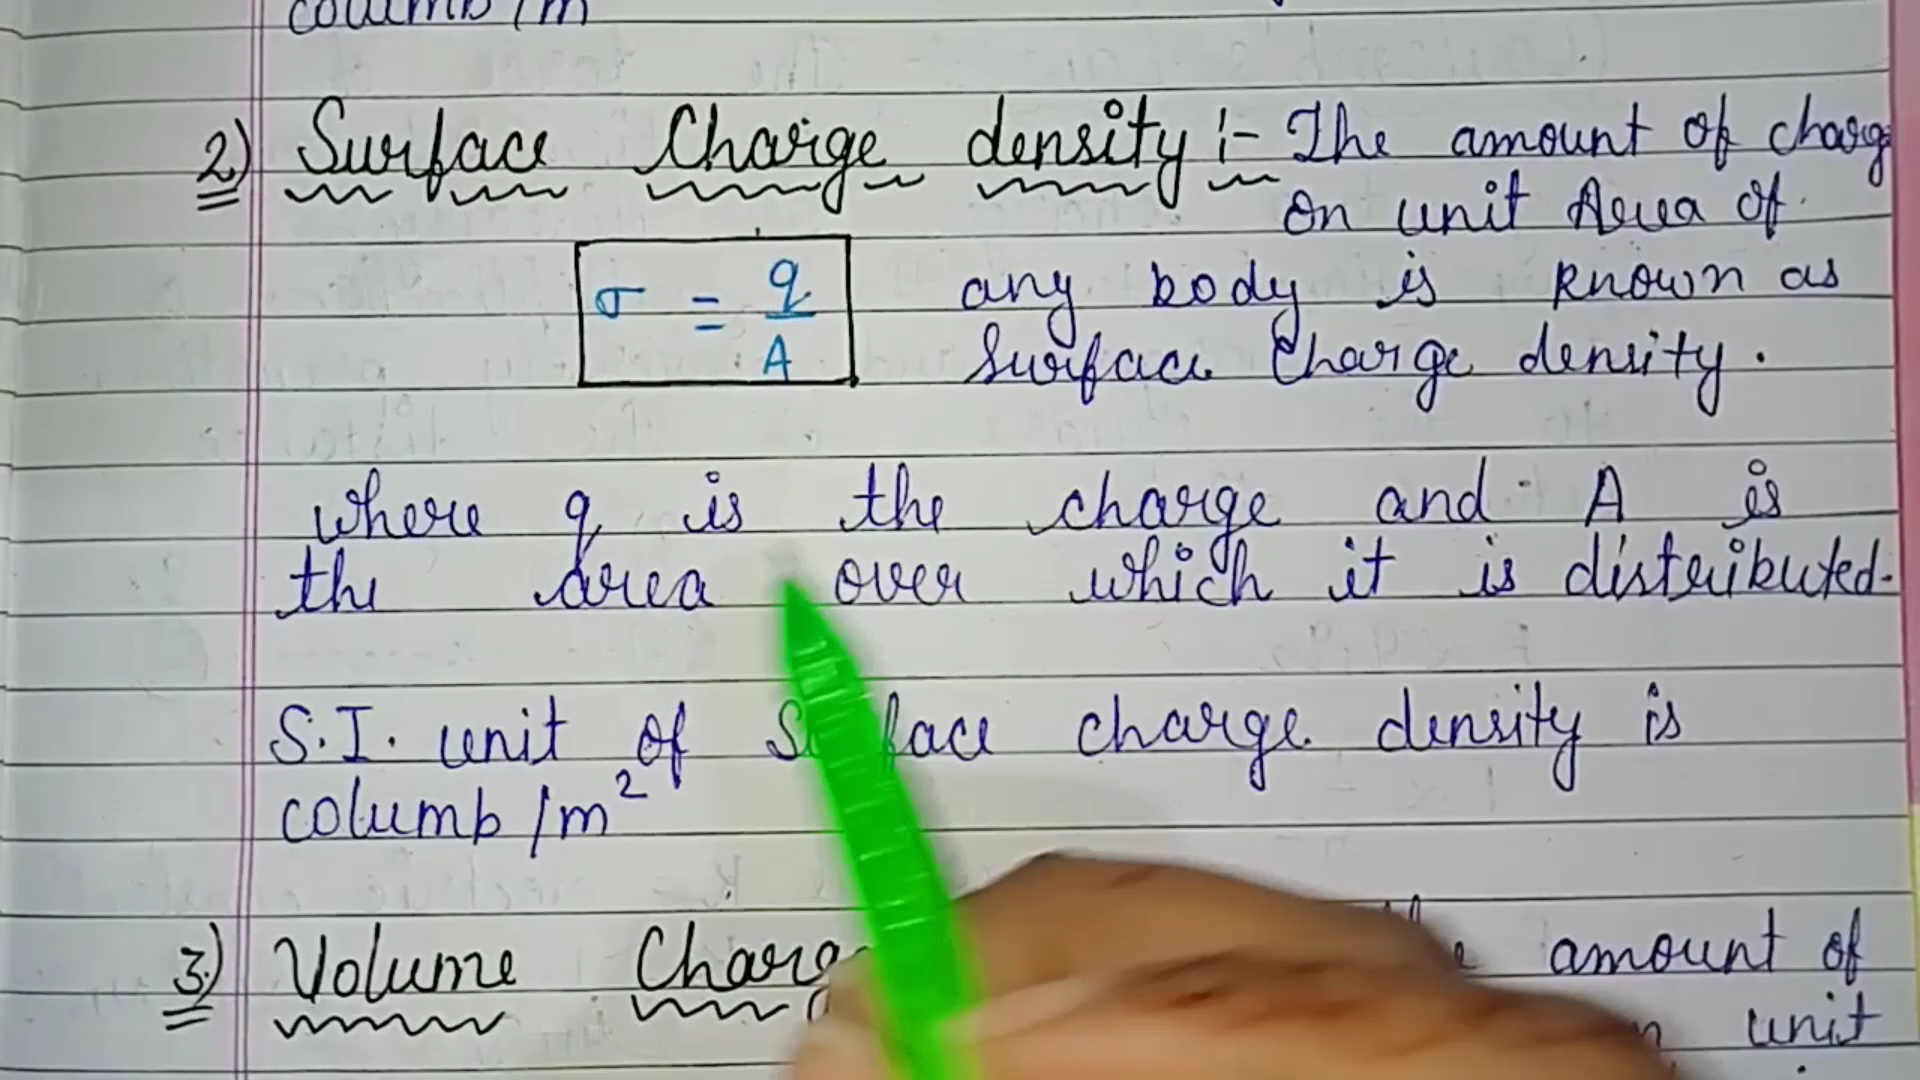 columb/m
2) Surface Charge density :- The amount of charg
on unit Area of
σ = q/A any body is known as
Surface Charge density.
where q is the charge and A is
the area over which it is distributed.
S.I. unit of face charge density is
columb/m²
3) Volume Charg amount of
unit